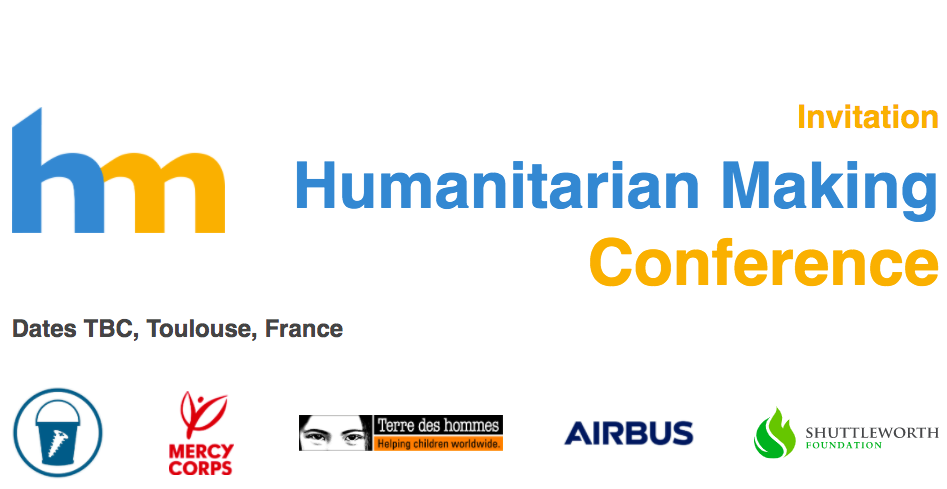 hm
Invitation
Humanitarian Making
Conference
Dates TBC, Toulouse, France
MERCY
CORPS
Terre des hommes
Helping children worldwide.
AIRBUS
SHUTTLEWORTH
FOUNDATION